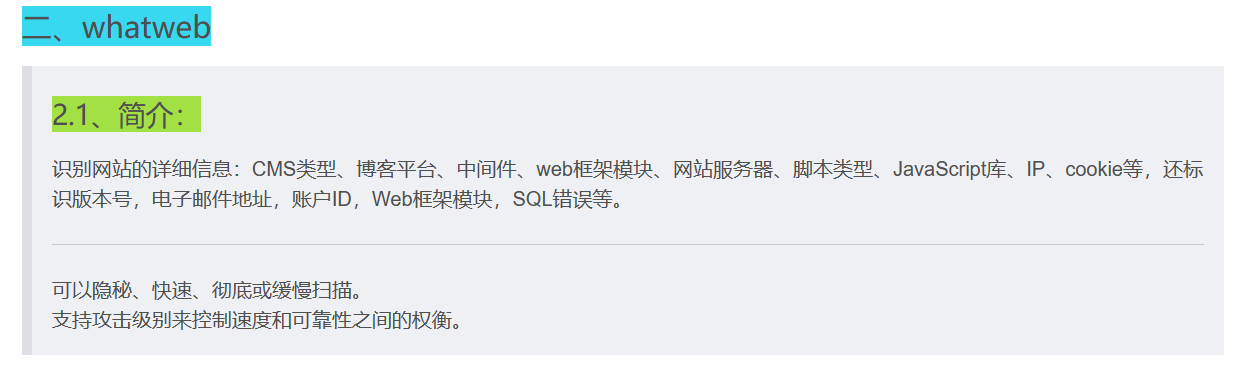 二、whatweb
2.1、简介：
识别网站的详细信息：CMS类型、博客平台、中间件、web框架模块、网站服务器、脚本类型、JavaScript库、IP、cookie等，还标
识版本号，电子邮件地址，账户ID，Web框架模块，SQL错误等。
可以隐秘、快速、彻底或缓慢扫描。
支持攻击级别来控制速度和可靠性之间的权衡。